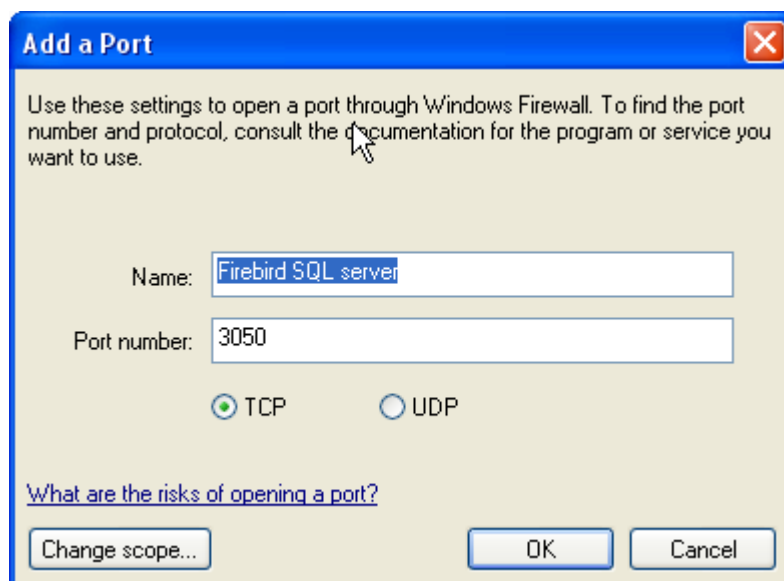 Add a Port
Use these settings to open a port through Windows Firewall. To find the port
number and protocol, consult the documentation for the program or service you
want to use.
Name:
Firebird SQL server
Port number:
3050
TCP
UDP
What are the risks of opening a port?
Change scope...
OK
Cancel